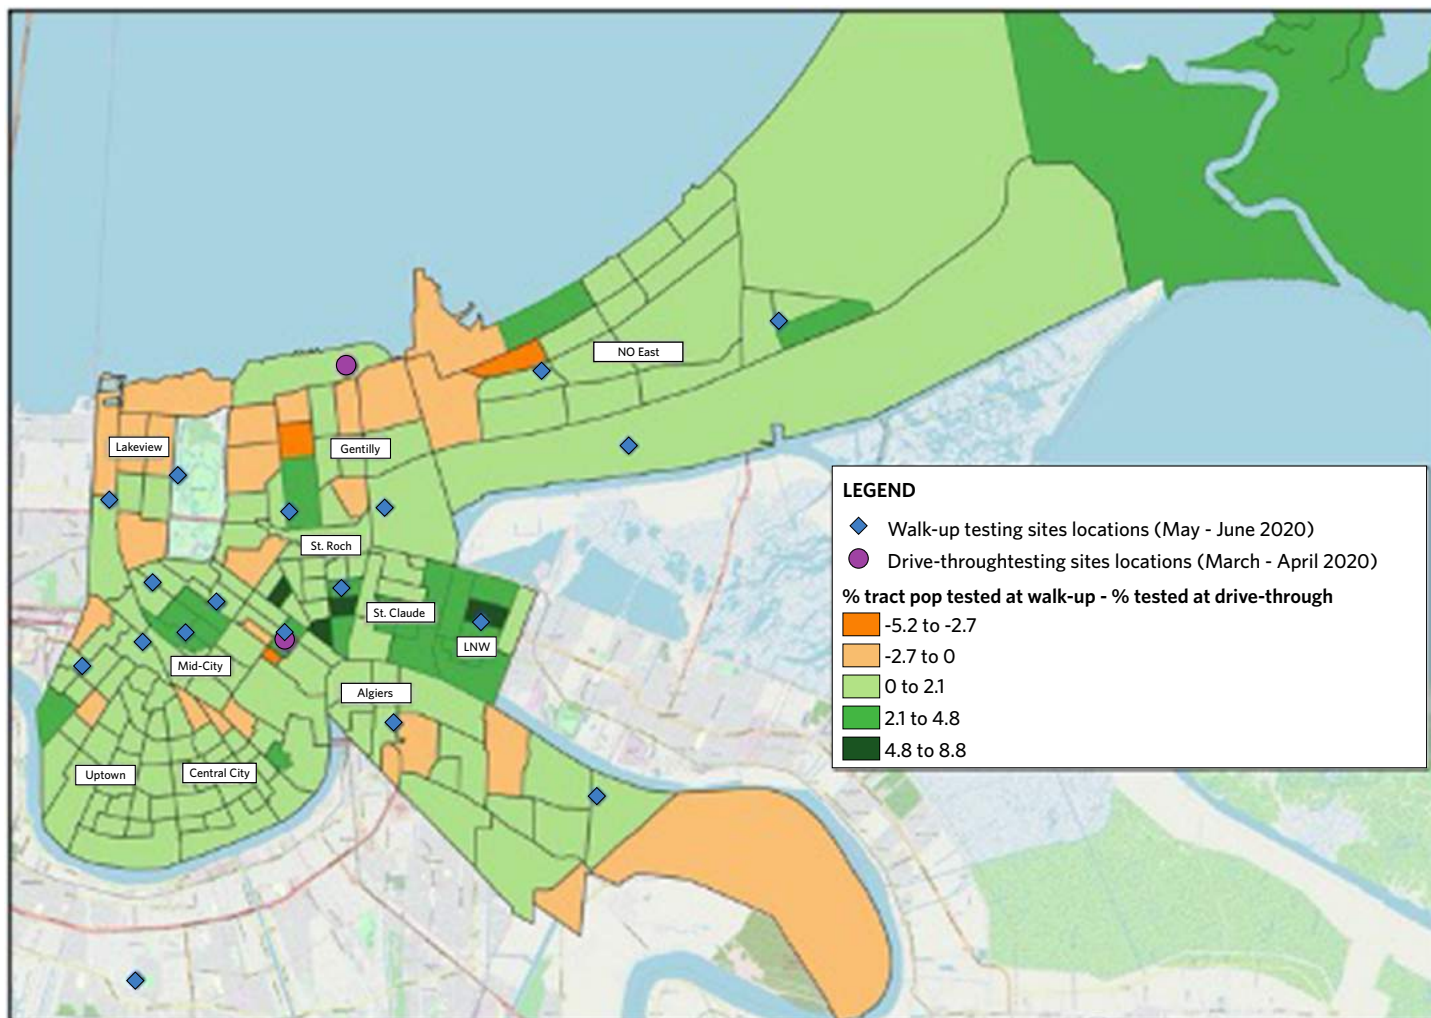 NO East
Lakeview
Gentilly
St. Roch
St. Claude
LNW
Mid-City
Algiers
Uptown
Central City
LEGEND
Walk-up testing sites locations (May - June 2020)
Drive-throughtesting sites locations (March - April 2020)
% tract pop tested at walk-up - % tested at drive-through
-5.2 to -2.7
-2.7 to 0
0 to 2.1
2.1 to 4.8
4.8 to 8.8